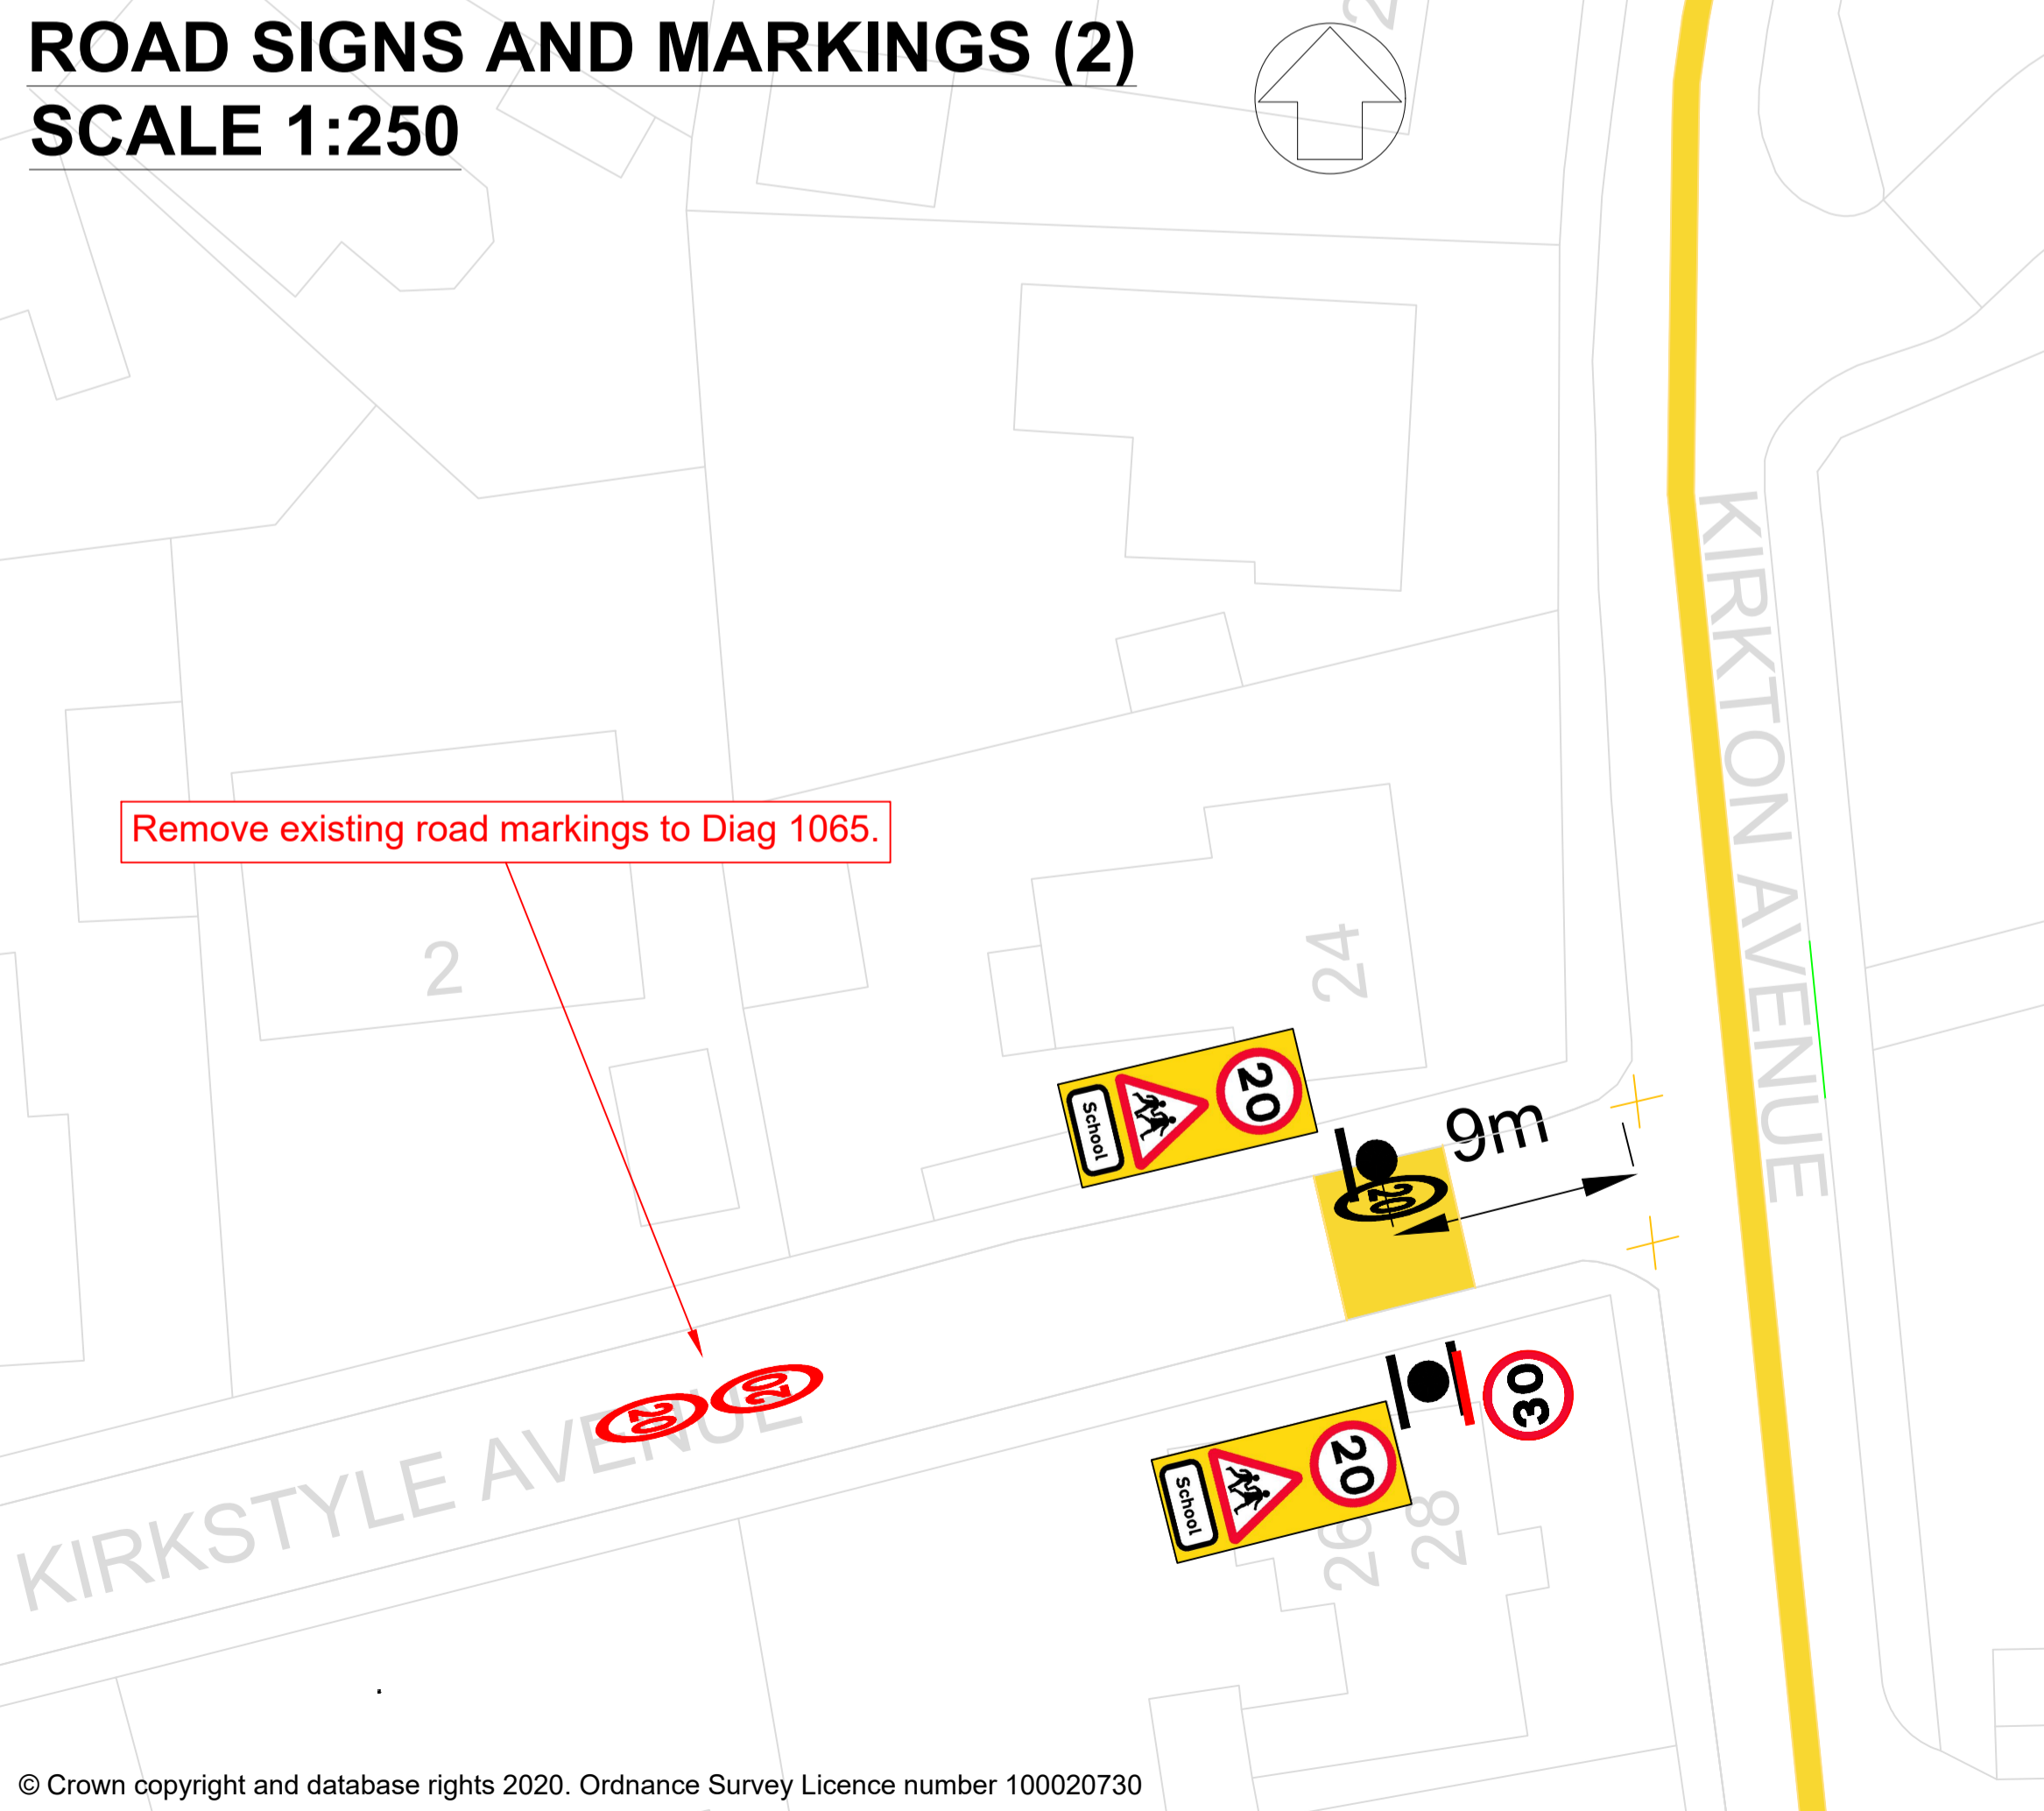 ROAD SIGNS AND MARKINGS (2)
SCALE 1:250
KIRKTON AVENUE
Remove existing road markings to Diag 1065.
2
24
School
20
9m
20
20
20
KIRKSTYLE AVENUE
30
School
20
26
28
© Crown copyright and database rights 2020. Ordnance Survey Licence number 100020730